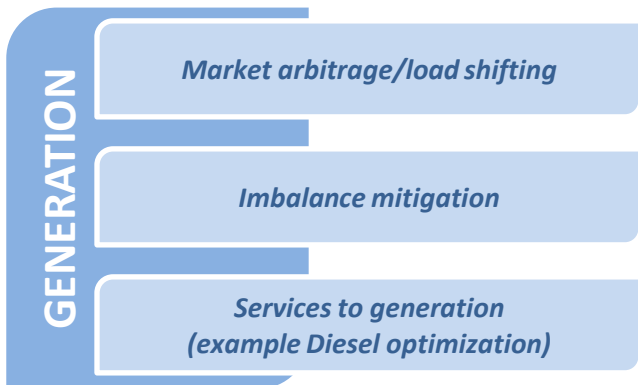 GENERATION
Market arbitrage/load shifting
Imbalance mitigation
Services to generation
(example Diesel optimization)